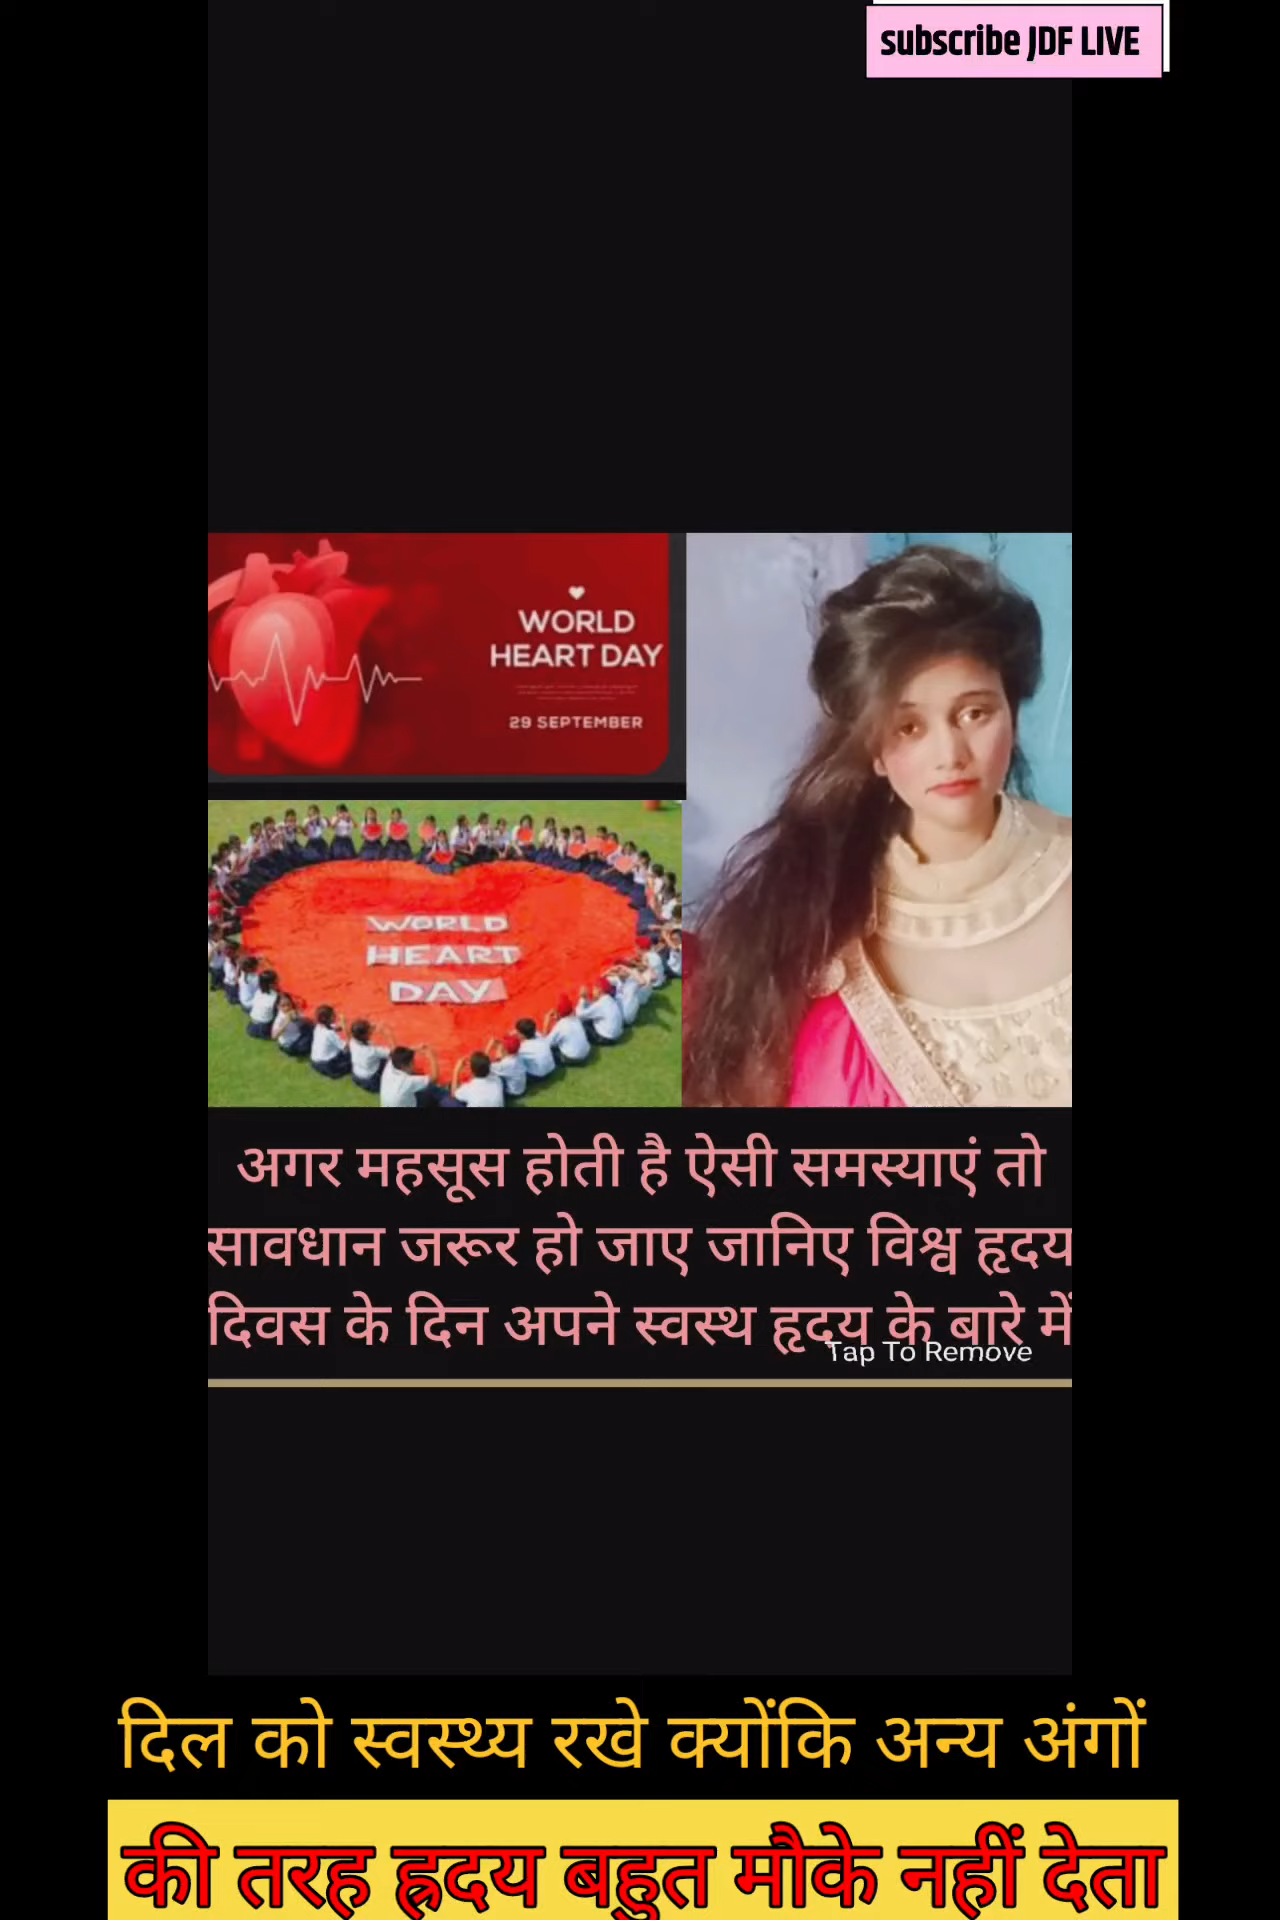 subscribe JDF LIVE
WORLD
HEART DAY
29 SEPTEMBER
WORLD
HEART
DAY
अगर महसूस होती है ऐसी समस्याएं तो
सावधान जरूर हो जाए जानिए विश्व हृदय
दिवस के दिन अपने स्वस्थ हृदय के बारे में
Tap To Remove
दिल को स्वस्थ्य रखे क्योंकि अन्य अंगों
की तरह ह्रदय बहुत मौके नहीं देता